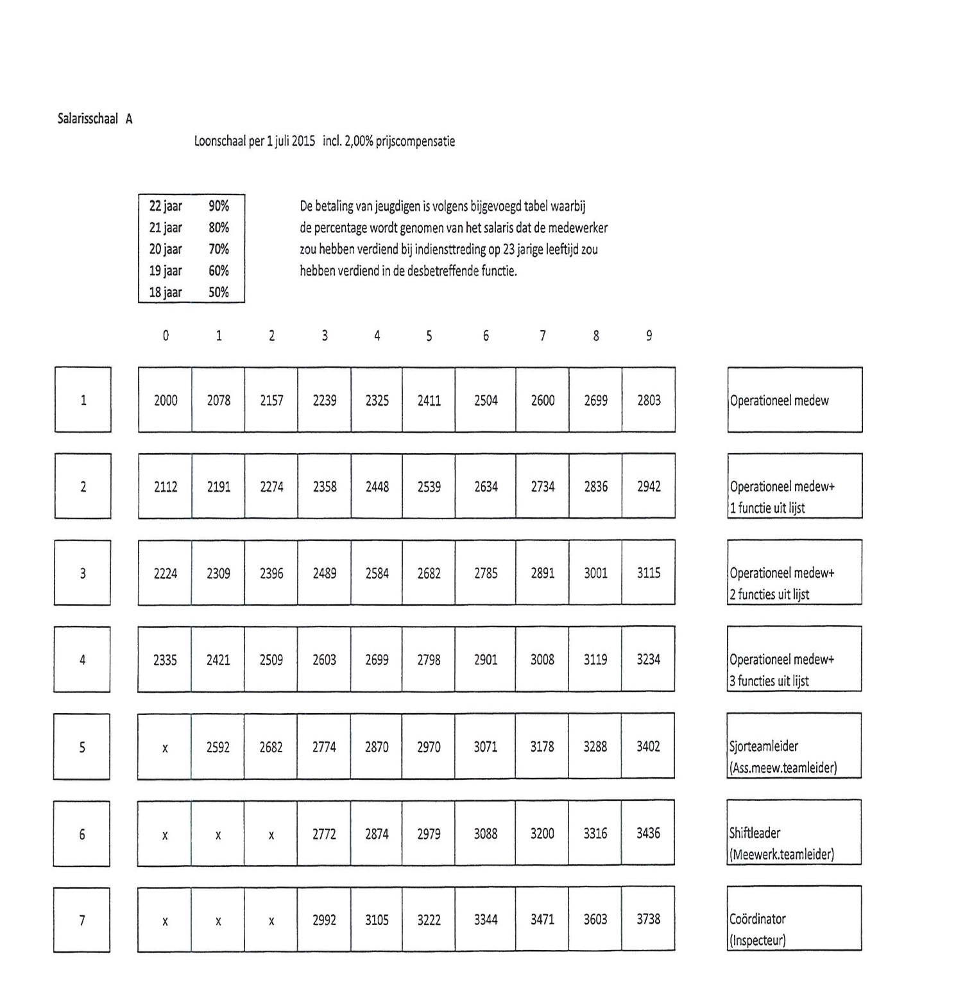 Salarisschaal A
Loonschaal per 1 juli 2015 incl. 2,00% prijscompensatie
22 jaar 90%
21 jaar 80%
20 jaar 70%
19 jaar 60%
18 jaar 50%
De betaling van jeugdigen is volgens bijgevoegd tabel waarbij
de percentage wordt genomen van het salaris dat de medewerker
zou hebben verdiend bij indiensttreding op 23 jarige leeftijd zou
hebben verdiend in de desbetreffende functie.
0 1 2 3 4 5 6 7 8 9
1 2000 2078 2157 2239 2325 2411 2504 2600 2699 2803 Operationeel medew
2 2112 2191 2274 2358 2448 2539 2634 2734 2836 2942 Operationeel medew+
1 functie uit lijst
3 2224 2309 2396 2489 2584 2682 2785 2891 3001 3115 Operationeel medew+
2 functies uit lijst
4 2335 2421 2509 2603 2699 2798 2901 3008 3119 3234 Operationeel medew+
3 functies uit lijst
5 x 2592 2682 2774 2870 2970 3071 3178 3288 3402 Sjorteamleider
(Ass.meew.teamleider)
6 x x x 2772 2874 2979 3088 3200 3316 3436 Shiftleader
(Meewerk.teamleider)
7 x x x 2992 3105 3222 3344 3471 3603 3738 Coördinator
(Inspecteur)